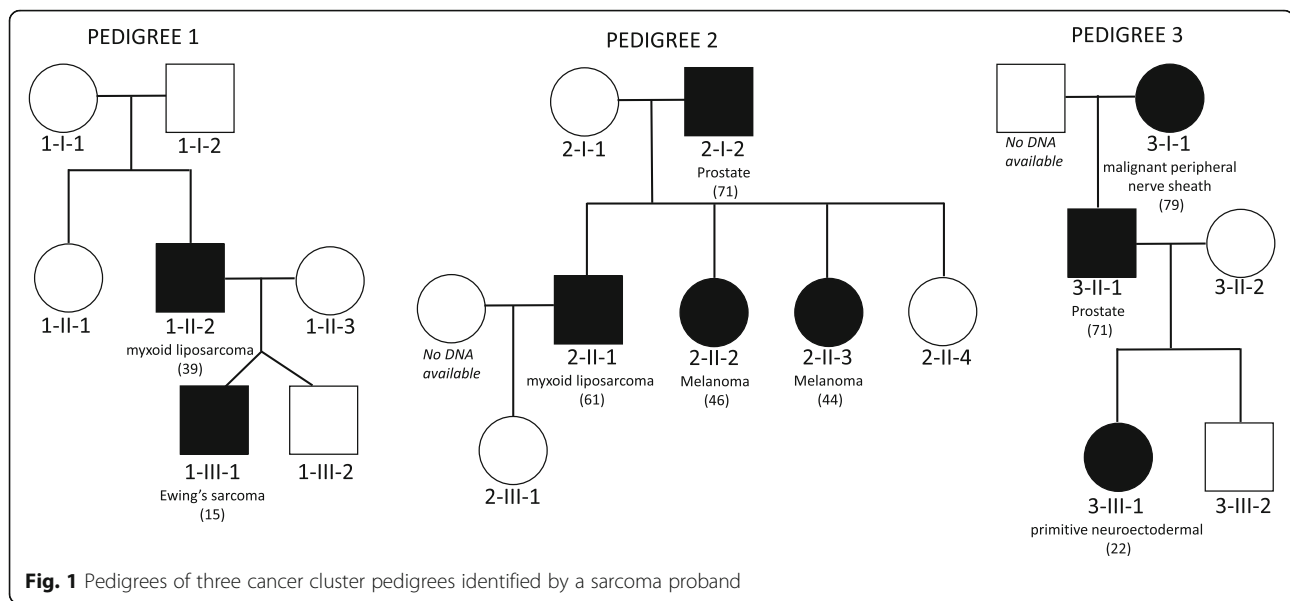 PEDIGREE 1
1-I-1
1-I-2
1-II-1
1-II-2
myxoid liposarcoma
(39)
1-II-3
1-III-1
Ewing's sarcoma
(15)
1-III-2
PEDIGREE 2
2-I-1
2-I-2
Prostate
(71)
No DNA
available
2-II-1
myxoid liposarcoma
(61)
2-II-2
Melanoma
(46)
2-II-3
Melanoma
(44)
2-II-4
2-III-1
PEDIGREE 3
No DNA
available
3-I-1
malignant peripheral
nerve sheath
(79)
3-II-1
Prostate
(71)
3-II-2
3-III-1
primitive neuroectodermal
(22)
3-III-2
Fig. 1 Pedigrees of three cancer cluster pedigrees identified by a sarcoma proband